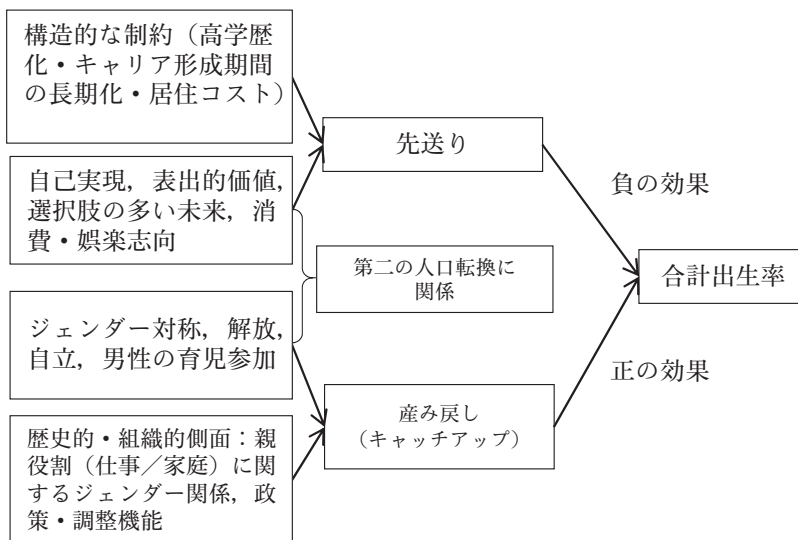 構造的な制約（高学歴
化・キャリア形成期間
の長期化・居住コスト）
自己実現，表出的価値，
選択肢の多い未来，消
費・娯楽志向
ジェンダー対称，解放，
自立，男性の育児参加
歴史的・組織的側面：親
役割（仕事／家庭）に関
するジェンダー関係，政
策・調整機能
先送り
第二の人口転換に
関係
産み戻し
（キャッチアップ）
負の効果
正の効果
合計出生率